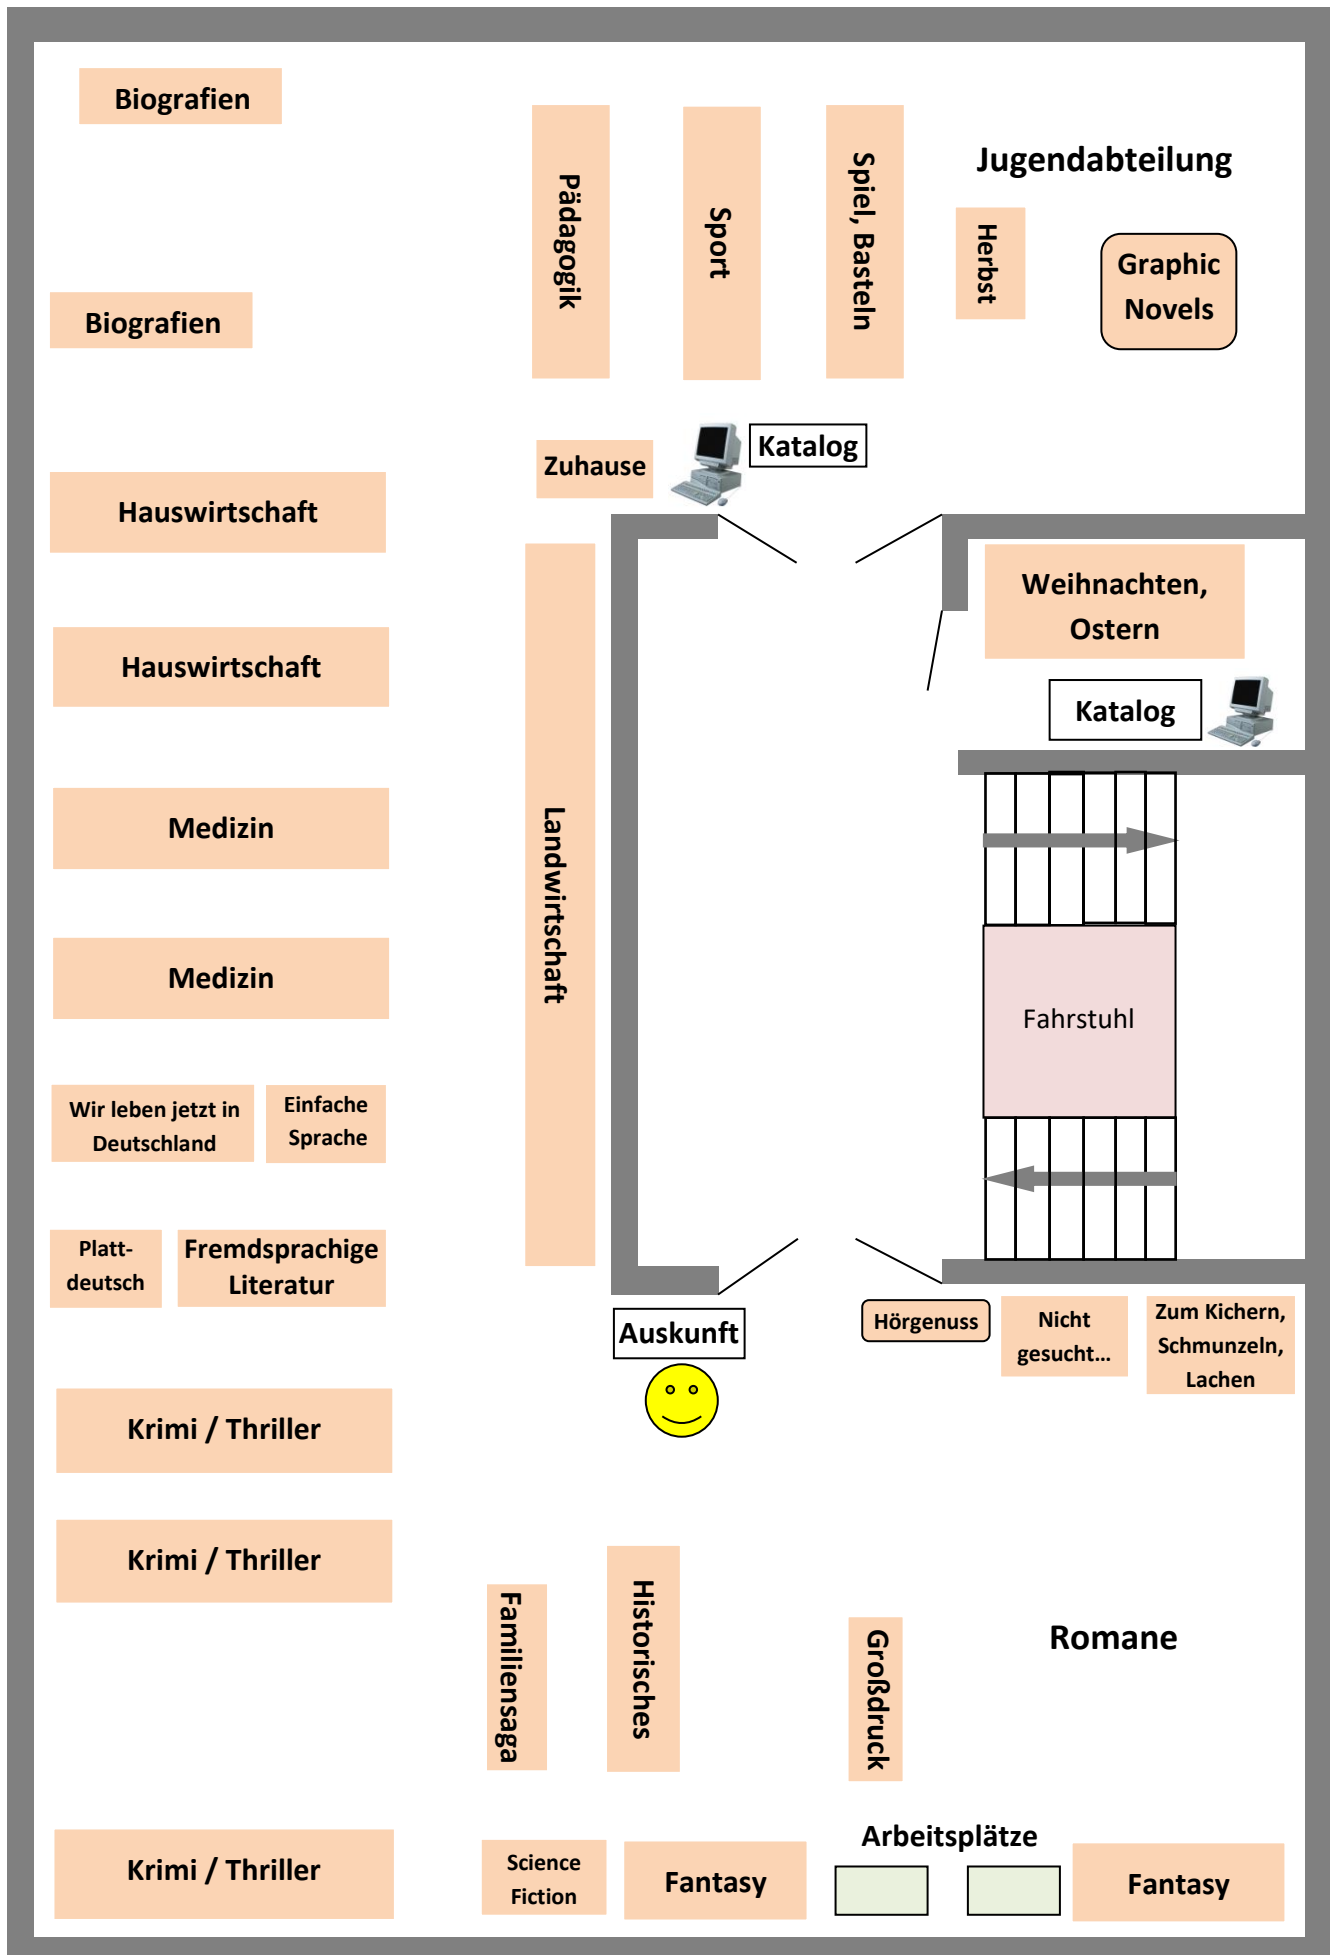 Biografien
Pädagogik
Sport
Spiel, Basteln
Jugendabteilung
Herbst
Graphic
Novels
Biografien
Zuhause
Katalog
Hauswirtschaft
Weihnachten,
Ostern
Hauswirtschaft
Katalog
Medizin
Landwirtschaft
Medizin
Fahrstuhl
Wir leben jetzt in
Deutschland
Einfache
Sprache
Platt-
deutsch
Fremdsprachige
Literatur
Auskunft
Hörgenuss
Nicht
gesucht...
Zum Kichern,
Schmunzeln,
Lachen
Krimi / Thriller
Krimi / Thriller
Familiensaga
Historisches
Großdruck
Romane
Krimi / Thriller
Science
Fiction
Fantasy
Arbeitsplätze
Fantasy